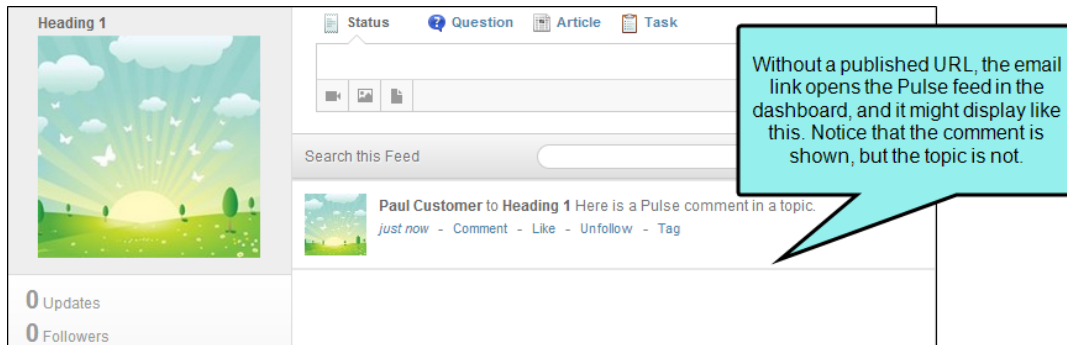 Heading 1
Status Question Article Task
Without a published URL, the email
link opens the Pulse feed in the
dashboard, and it might display like
this. Notice that the comment is
shown, but the topic is not.
Search this Feed
Paul Customer to Heading 1 Here is a Pulse comment in a topic.
just now - Comment - Like - Unfollow - Tag
0 Updates
0 Followers